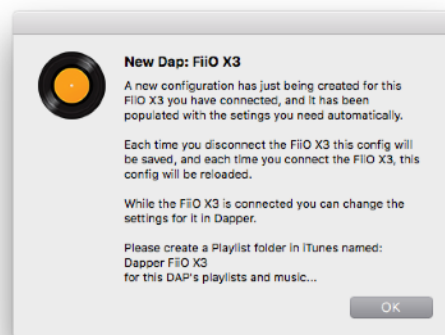 New Dap: FiiO X3
A new configuration has just being created for this
FiiO X3 you have connected, and it has been
populated with the setings you need automatically.
Each time you disconnect the FiiO X3 this config will
be saved, and each time you connect the FiiO X3, this
config will be reloaded.
While the FiiO X3 is connected you can change the
settings for it in Dapper.
Please create a Playlist folder in iTunes named:
Dapper FiiO X3
for this DAP's playlists and music...
OK